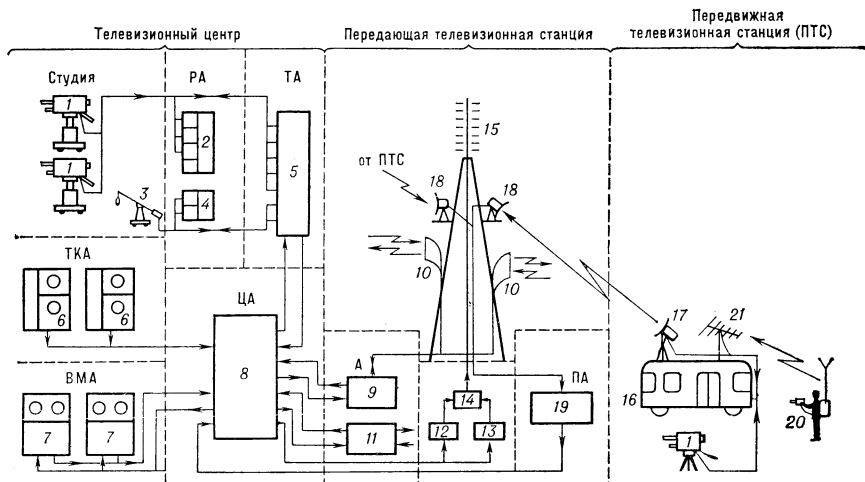 Телевизионный центр
Передающая телевизионная станция
Передвижная
телевизионная станция (ПТС)
Студия
РА
ТА
1
2
15
от ПТС
5
18
18
1
3
4
ТКА
10
10
6
6
ЦА
17
21
ВМА
8
А
9
ПА
16
14
19
7
7
11
12
13
1
20